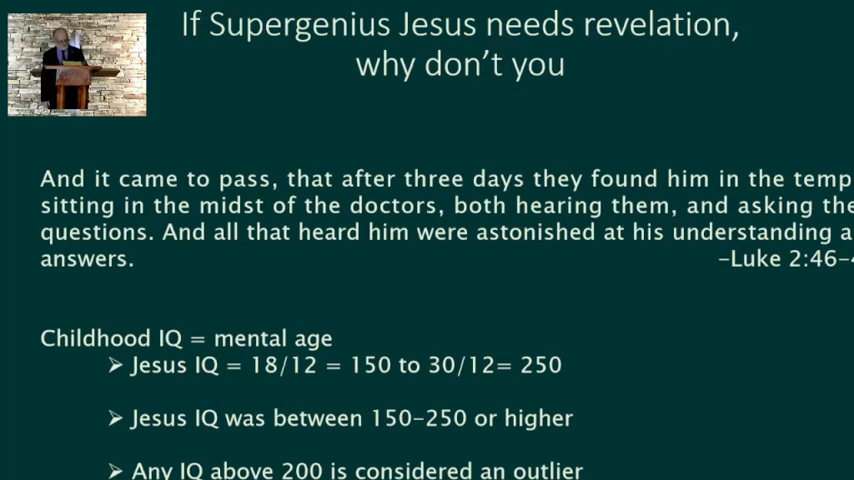 If Supergenius Jesus needs revelation,
why don't you
And it came to pass, that after three days they found him in the temp
sitting in the midst of the doctors, both hearing them, and asking the
questions. And all that heard him were astonished at his understanding a
answers. –Luke 2:46-4
Childhood IQ = mental age
➢ Jesus IQ = 18/12 = 150 to 30/12= 250
➢ Jesus IQ was between 150-250 or higher
➢ Any IQ above 200 is considered an outlier